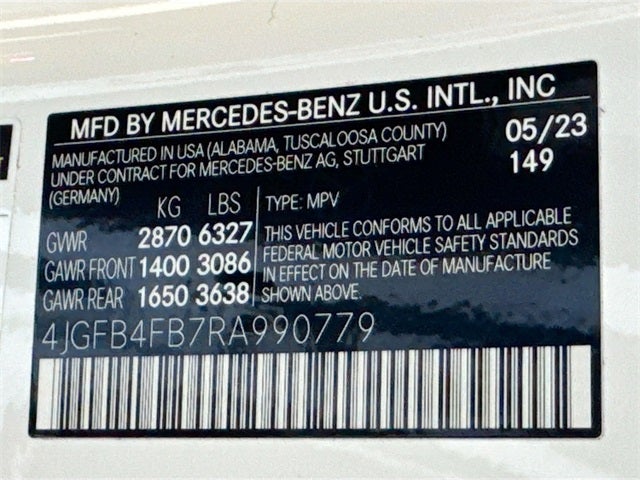 MFD BY MERCEDES-BENZ U.S. INTL., INC
MANUFACTURED IN USA (ALABAMA, TUSCALOOSA COUNTY)
UNDER CONTRACT FOR MERCEDES-BENZ AG, STUTTGART
(GERMANY)
05/23
149
KG LBS
GVWR 2870 6327
GAWR FRONT 1400 3086
GAWR REAR 1650 3638
TYPE: MPV
THIS VEHICLE CONFORMS TO ALL APPLICABLE
FEDERAL MOTOR VEHICLE SAFETY STANDARDS
IN EFFECT ON THE DATE OF MANUFACTURE
SHOWN ABOVE.
4JGFB4FB7RA990779